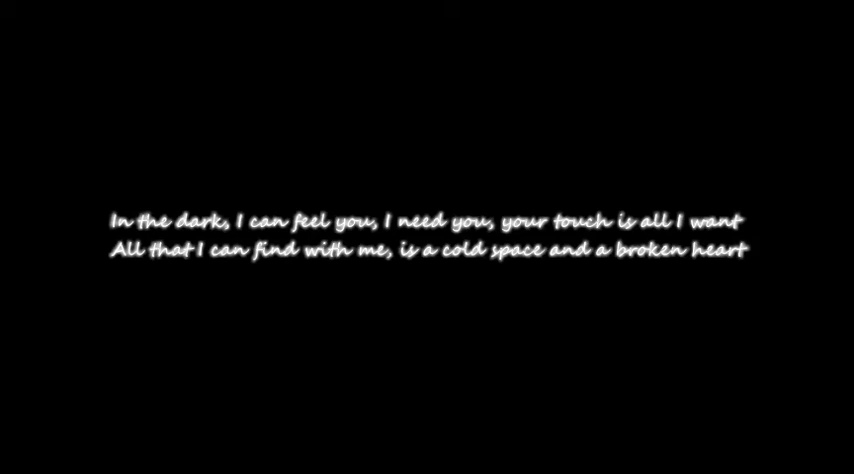 In the dark, I can feel you, I need you, your touch is all I want
All that I can find with me, is a cold space and a broken heart